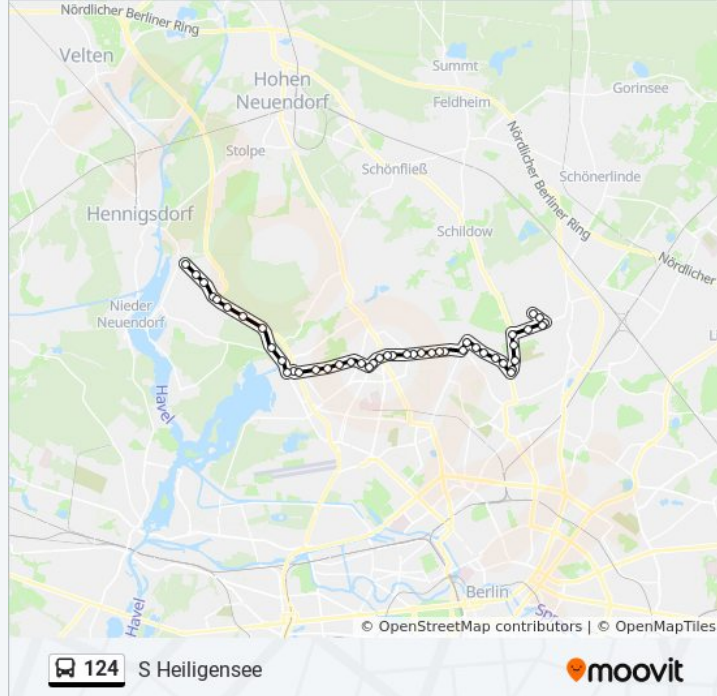 Nördlicher Berliner Ring
Velten
Summt
Hohen
Neuendorf
Gorinsee
Feldheim
Nördlicher Berliner Ring
Stolpe
Schönfließ
Schönerlinde
Hennigsdorf
Schildow
Nördlicher
Nieder
Neuendorf
Havel
Berlin
Havel
© OpenStreetMap contributors | © OpenMapTiles
124 S Heiligensee
moovit